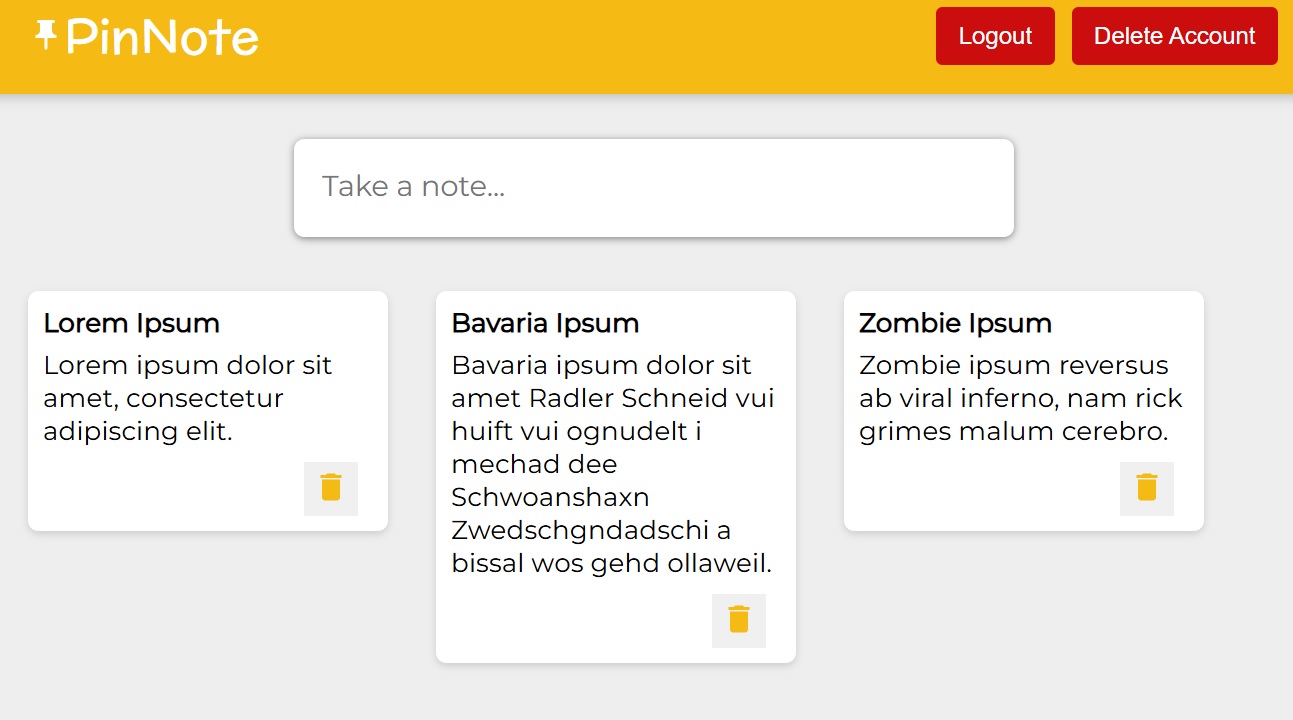 PinNote
Logout
Delete Account
Take a note...
Lorem Ipsum
Lorem ipsum dolor sit
amet, consectetur
adipiscing elit.
Bavaria Ipsum
Bavaria ipsum dolor sit
amet Radler Schneid vui
huift vui ognudelt i
mechad dee
Schwoanshaxn
Zwedschgndadschi a
bissal wos gehd ollaweil.
Zombie Ipsum
Zombie ipsum reversus
ab viral inferno, nam rick
grimes malum cerebro.